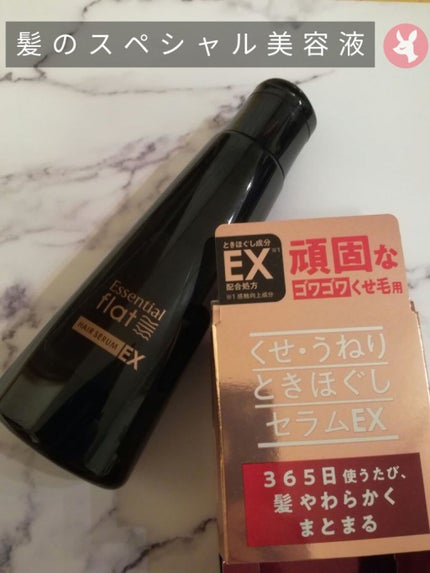 髪のスペシャル美容液
Essential
flat
HAIR SERUM EX
ときほぐし成分
EX※1
配合処方
※1 感触向上成分
頑固な
ゴワゴワくせ毛用
くせ・うねり
ときほぐし
セラムEX
365日 使うたび、
髪やわらかく
まとまる